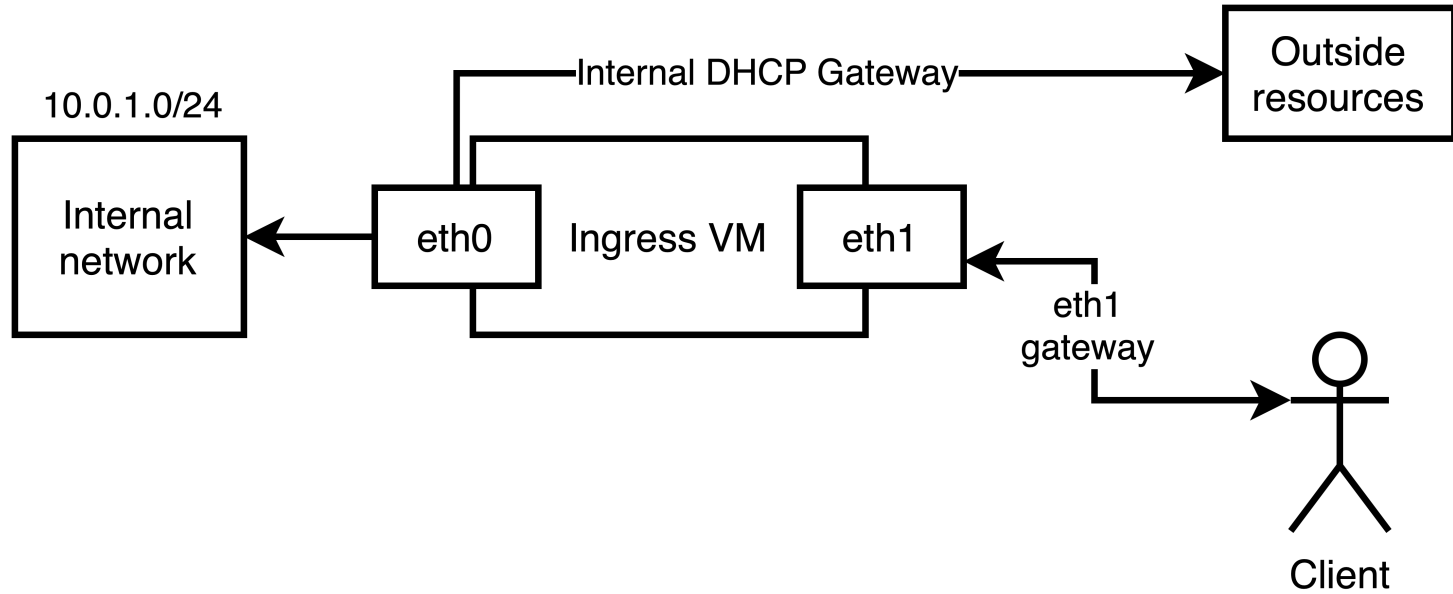 Outside
resources
Internal DHCP Gateway
10.0.1.0/24
Internal
network
eth0
Ingress VM
eth1
eth1
gateway
Client